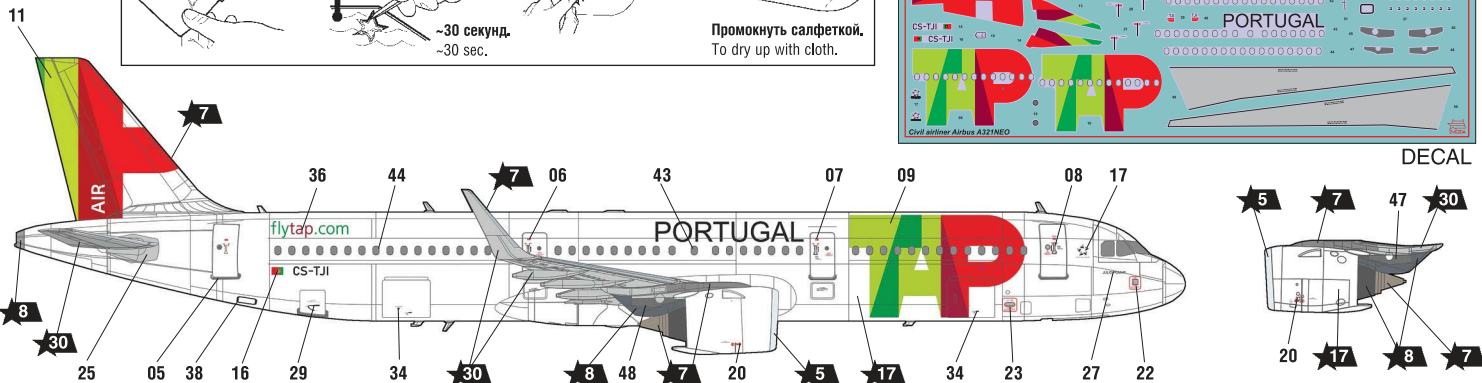 11
~30 секунд.
~30 sec.
Промокнуть салфеткой.
To dry up with cloth.
CS-TJI
CS-TJI
PORTUGAL
AP
AP
Civil airliner Airbus A321NEO
DECAL
7
36
44
7
06
43
07
09
08
17
5
7
47
30
AIR
flytap.com
PORTUGAL
AP
CS-TJI
8
30
25
05
38
16
29
34
30
8
48
7
20
5
17
34
23
27
22
20
17
8
7